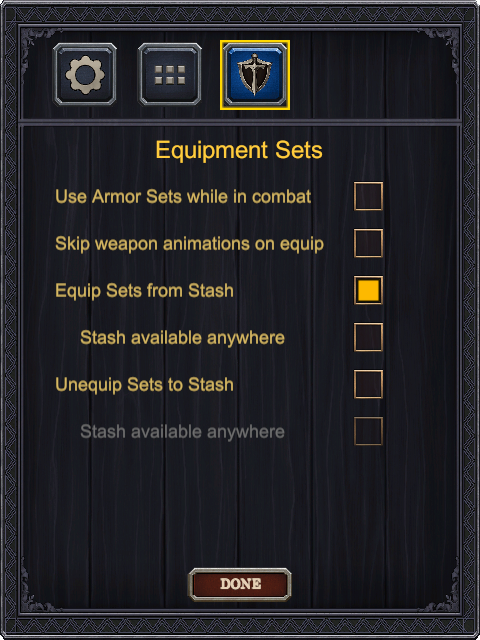 Equipment Sets
Use Armor Sets while in combat
Skip weapon animations on equip
Equip Sets from Stash
Stash available anywhere
Unequip Sets to Stash
Stash available anywhere
DONE